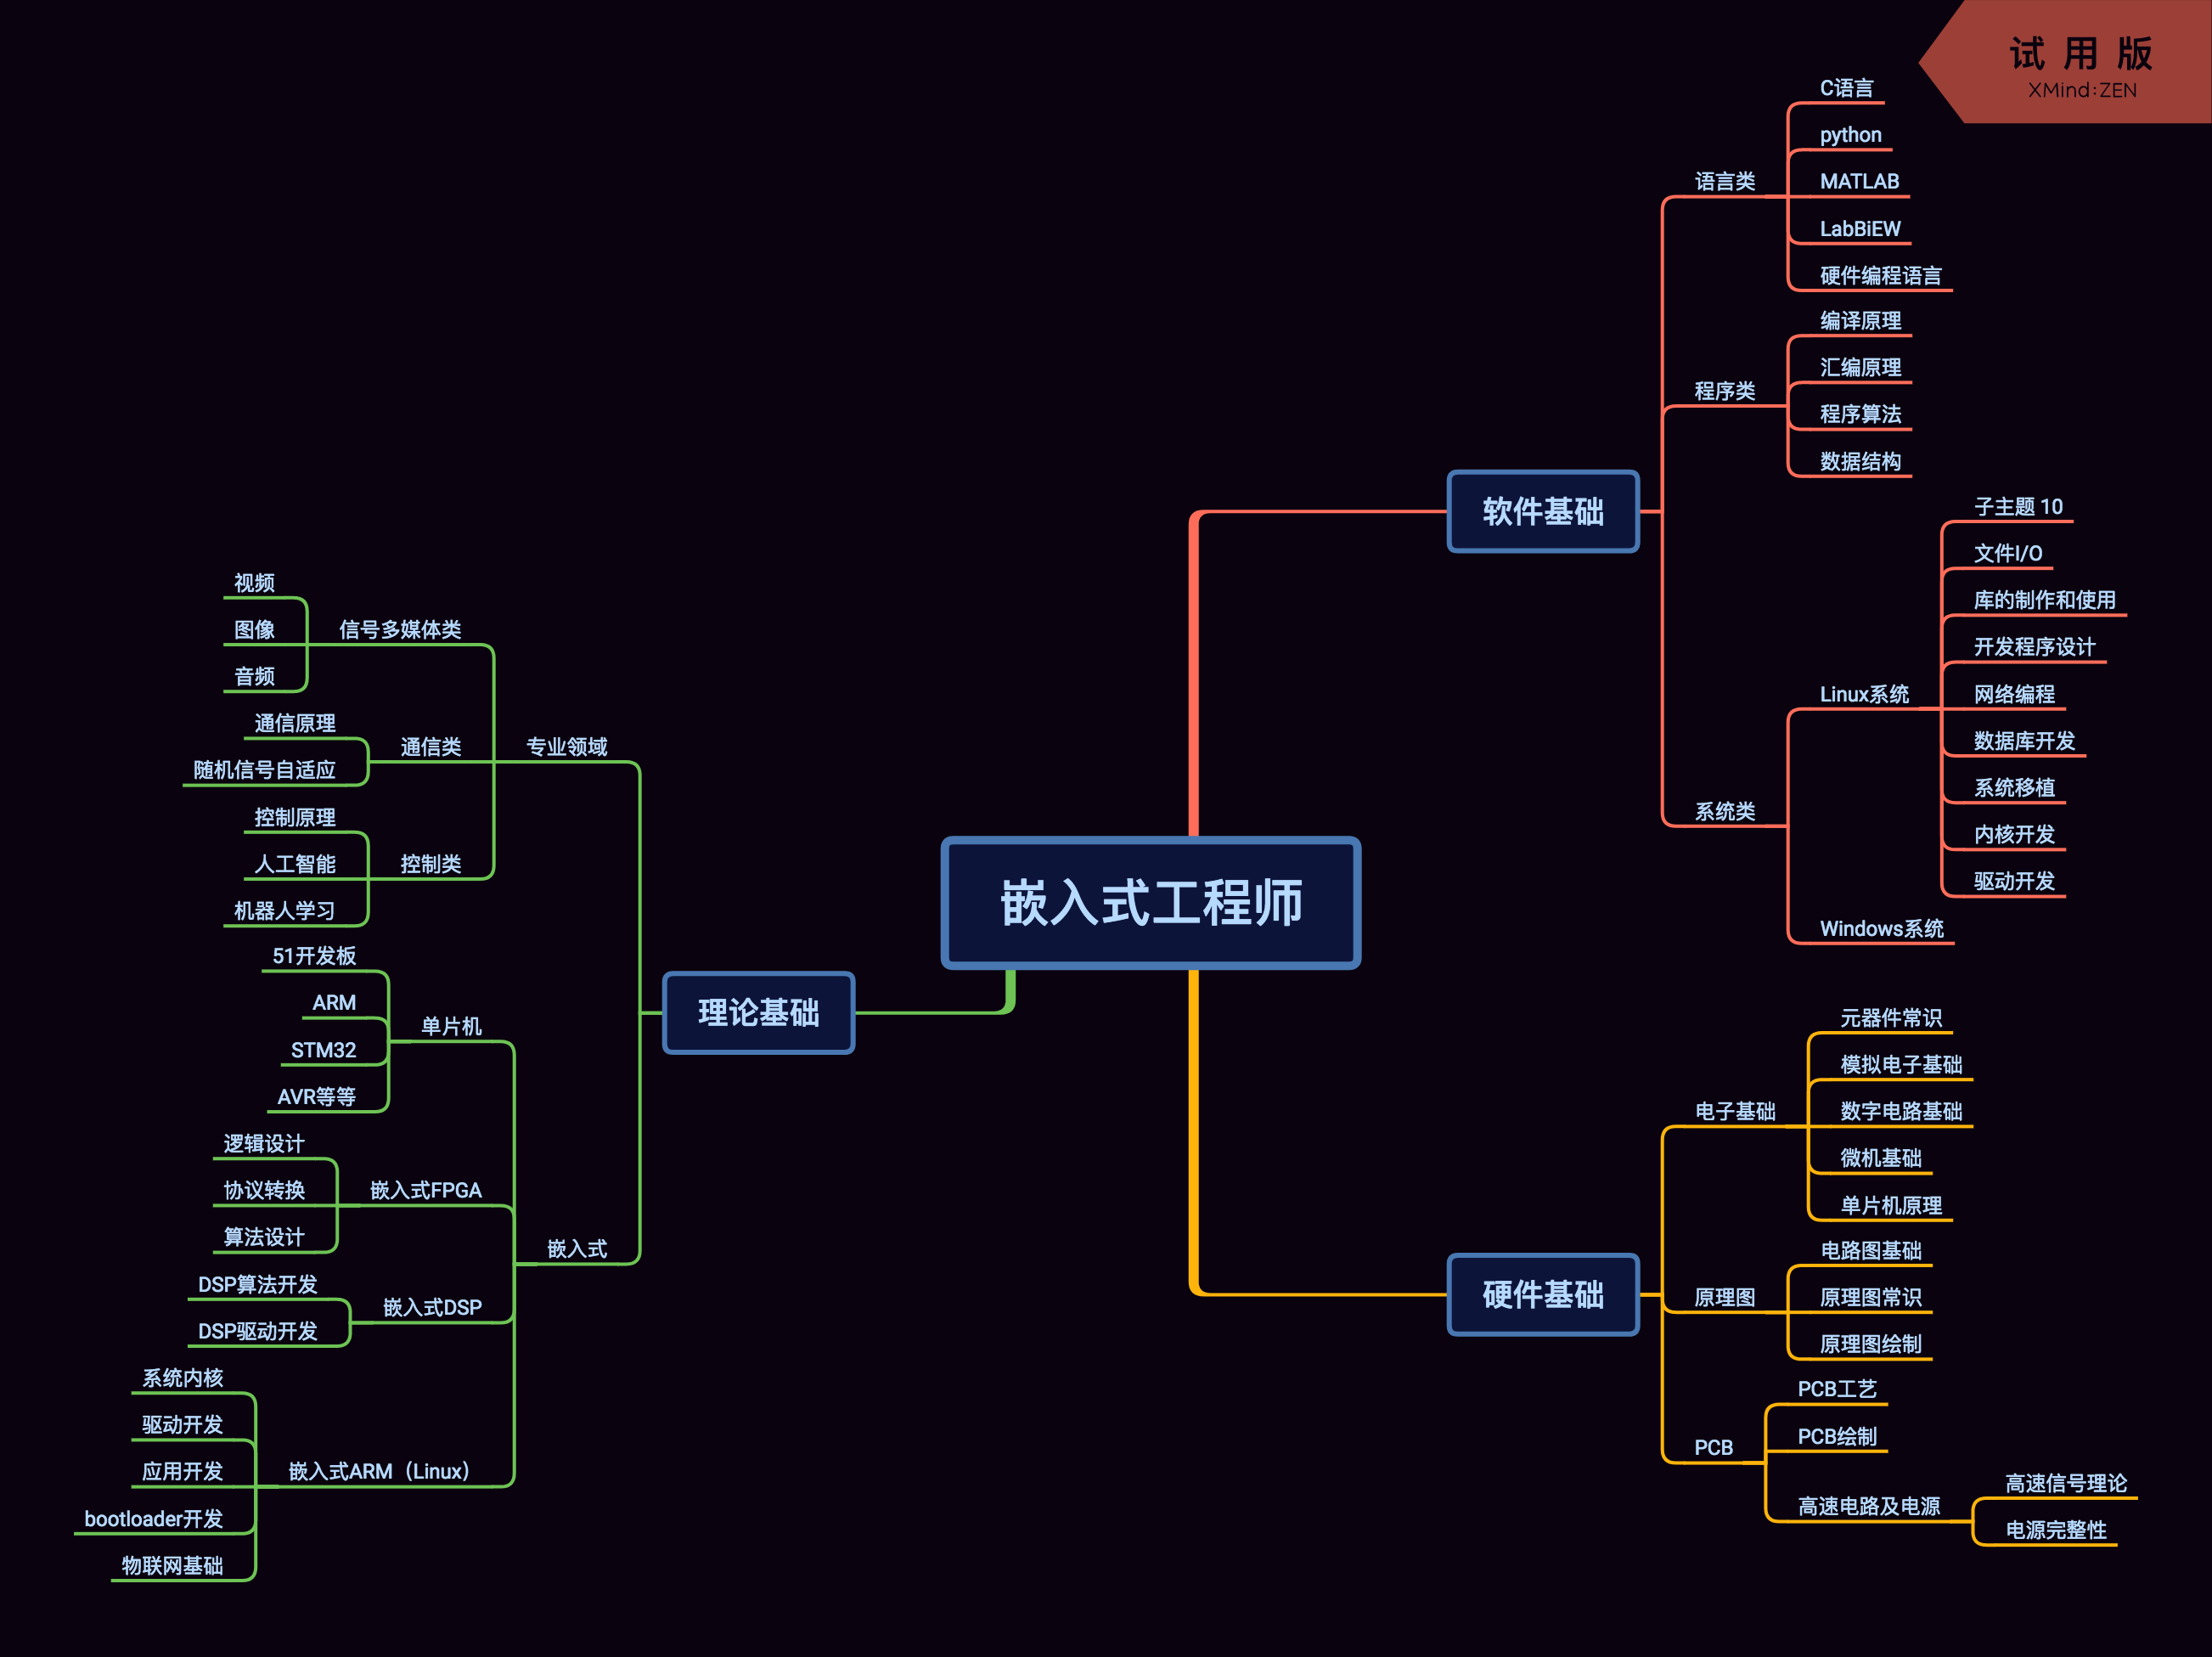 试用版
XMind:ZEN
嵌入式工程师
软件基础
语言类
C语言
python
MATLAB
LabBiEW
硬件编程语言
程序类
编译原理
汇编原理
程序算法
数据结构
系统类
Linux系统
子主题 10
文件I/O
库的制作和使用
开发程序设计
网络编程
数据库开发
系统移植
内核开发
驱动开发
Windows系统
硬件基础
电子基础
元器件常识
模拟电子基础
数字电路基础
微机基础
单片机原理
原理图
电路图基础
原理图常识
原理图绘制
PCB
PCB工艺
PCB绘制
高速电路及电源
高速信号理论
电源完整性
理论基础
专业领域
信号多媒体类
视频
图像
音频
通信类
通信原理
随机信号自适应
控制类
控制原理
人工智能
机器人学习
嵌入式
单片机
51开发板
ARM
STM32
AVR等等
嵌入式FPGA
逻辑设计
协议转换
算法设计
嵌入式DSP
DSP算法开发
DSP驱动开发
嵌入式ARM（Linux）
系统内核
驱动开发
应用开发
bootloader开发
物联网基础